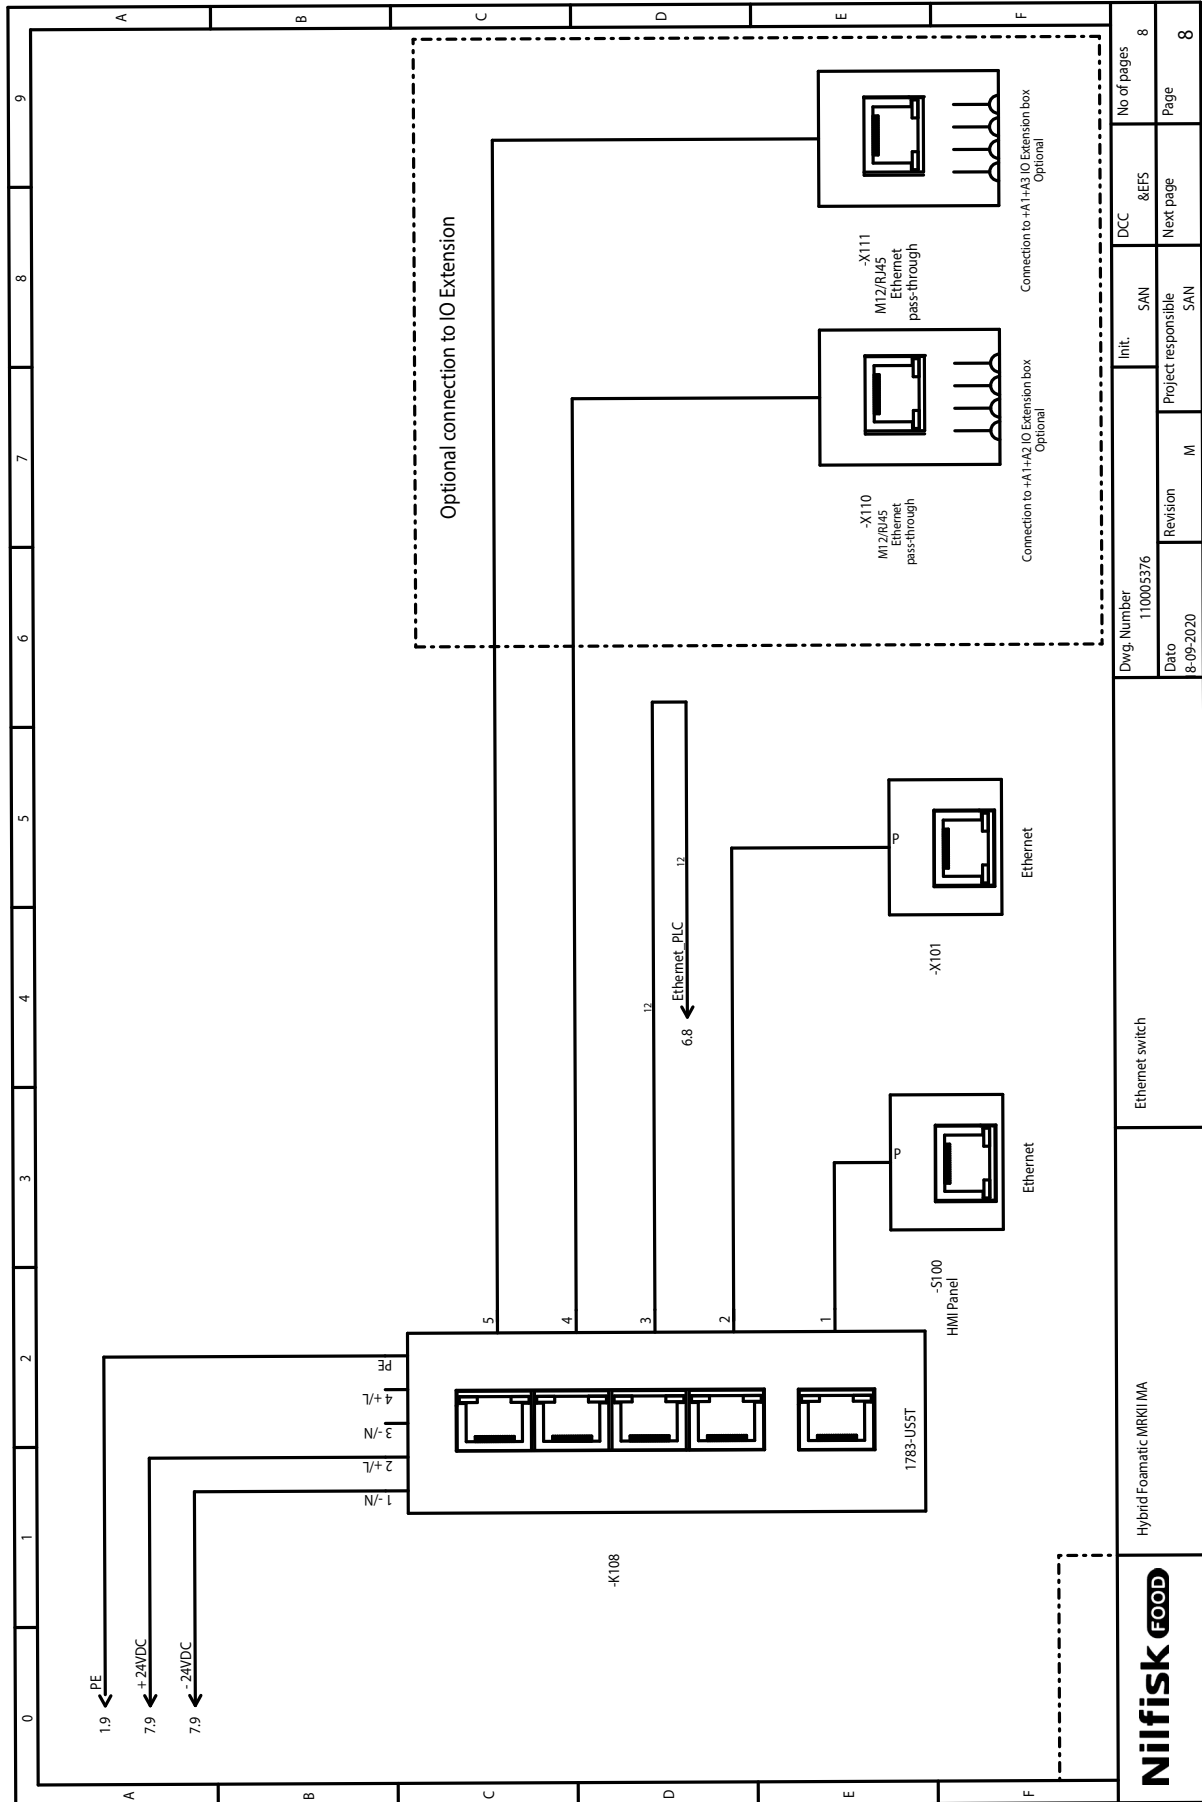 0
1
2
3
4
5
6
7
8
9
A
B
C
D
E
F
A
B
C
D
E
F
1.9
PE
7.9
+ 24VDC
7.9
- 24VDC
1 -/N
2 +/L
3 -/N
4 +/L
PE
-K108
1783-US5T
5
4
3
2
1
12
12
6.8
Ethernet_PLC
Optional connection to IO Extension
-S100
HMI Panel
P
Ethernet
-X101
P
Ethernet
-X110
M12/RJ45
Ethernet
pass-through
Connection to +A1+A2 IO Extension box
Optional
-X111
M12/RJ45
Ethernet
pass-through
Connection to +A1+A3 IO Extension box
Optional
Nilfisk FOOD
Hybrid Foamatic MRKII MA
Ethernet switch
Dwg. Number
110005376
Init.
SAN
DCC
&EFS
No of pages
8
Dato
8-09-2020
Revision
M
Project responsible
SAN
Next page
Page
8